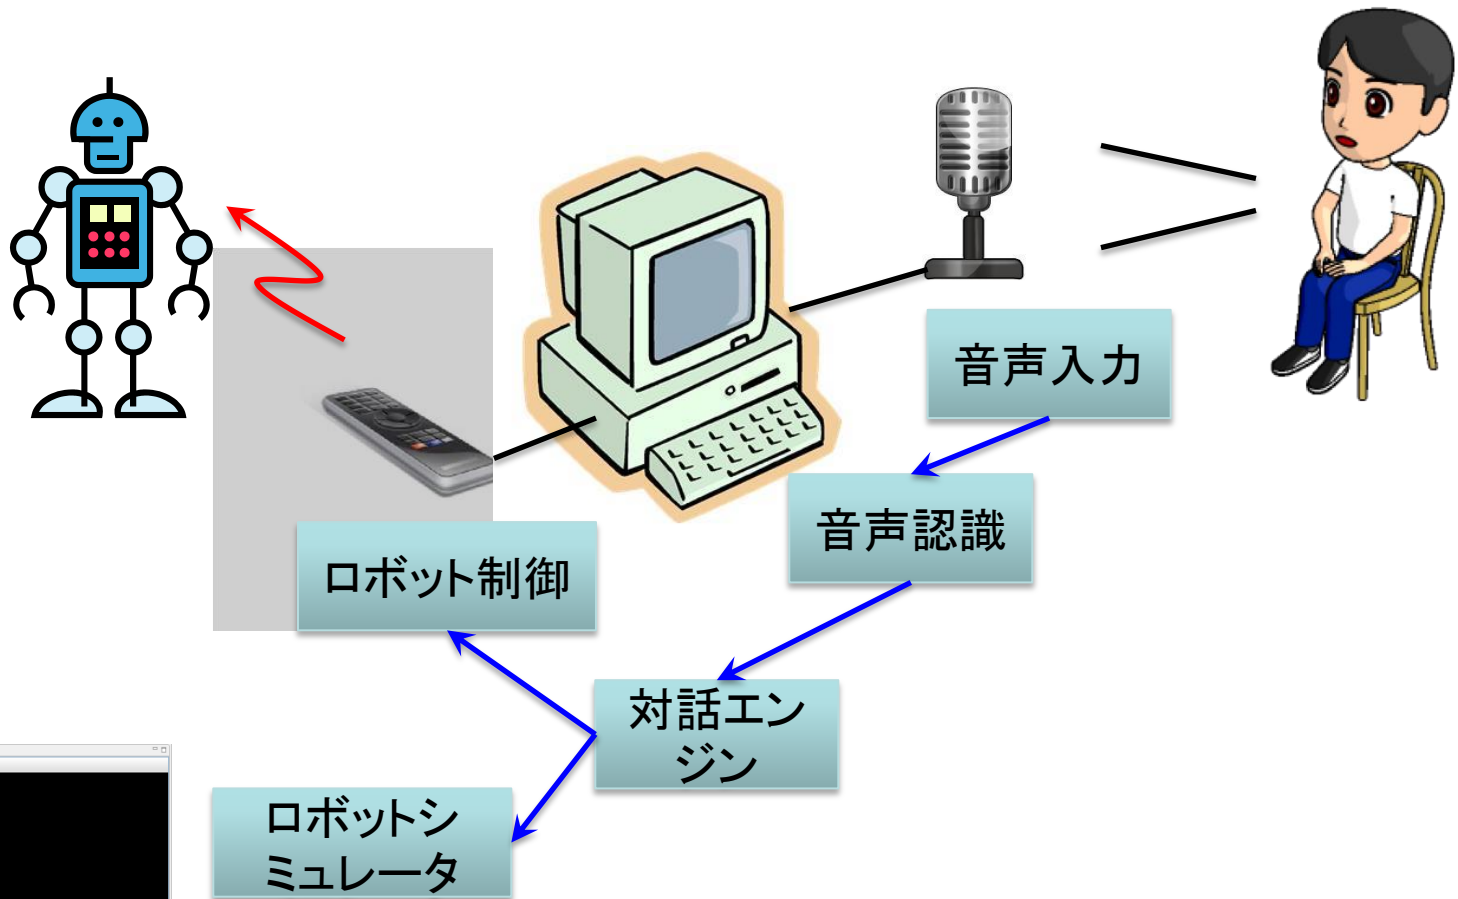 音声入力
音声認識
ロボット制御
対話エン
ジン
ロボットシ
ミュレータ